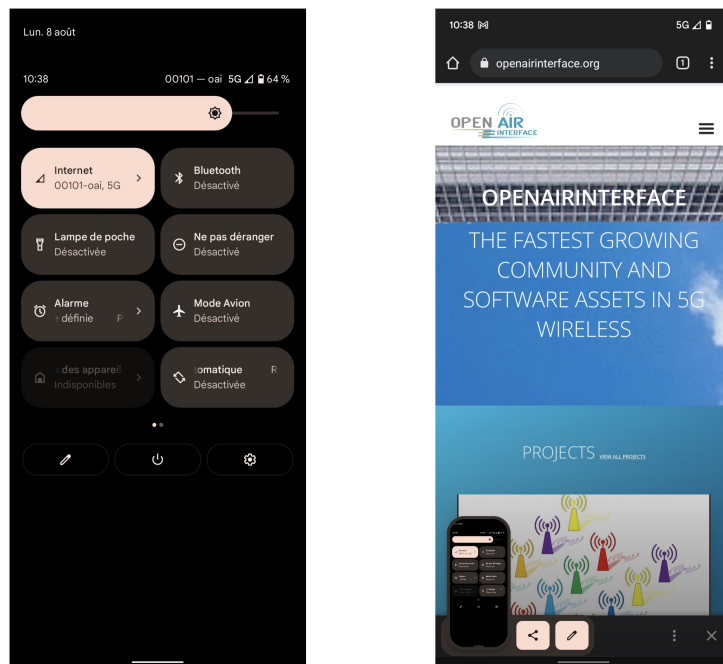 Lun. 8 août
10:38
00101 — oai 5G 64 %
Internet
00101-oai, 5G
Bluetooth
Désactivé
Lampe de poche
Désactivée
Ne pas déranger
Désactivé
Alarme
définie P
Mode Avion
Désactivé
des appareil
Indisponibles
tomatique R
Désactivée
10:38
5G
openairinterface.org
1
OPEN AIR
INTERFACE
OPENAIRINTERFACE
THE FASTEST GROWING
COMMUNITY AND
SOFTWARE ASSETS IN 5G
WIRELESS
PROJECTS VIEW ALL PROJECTS